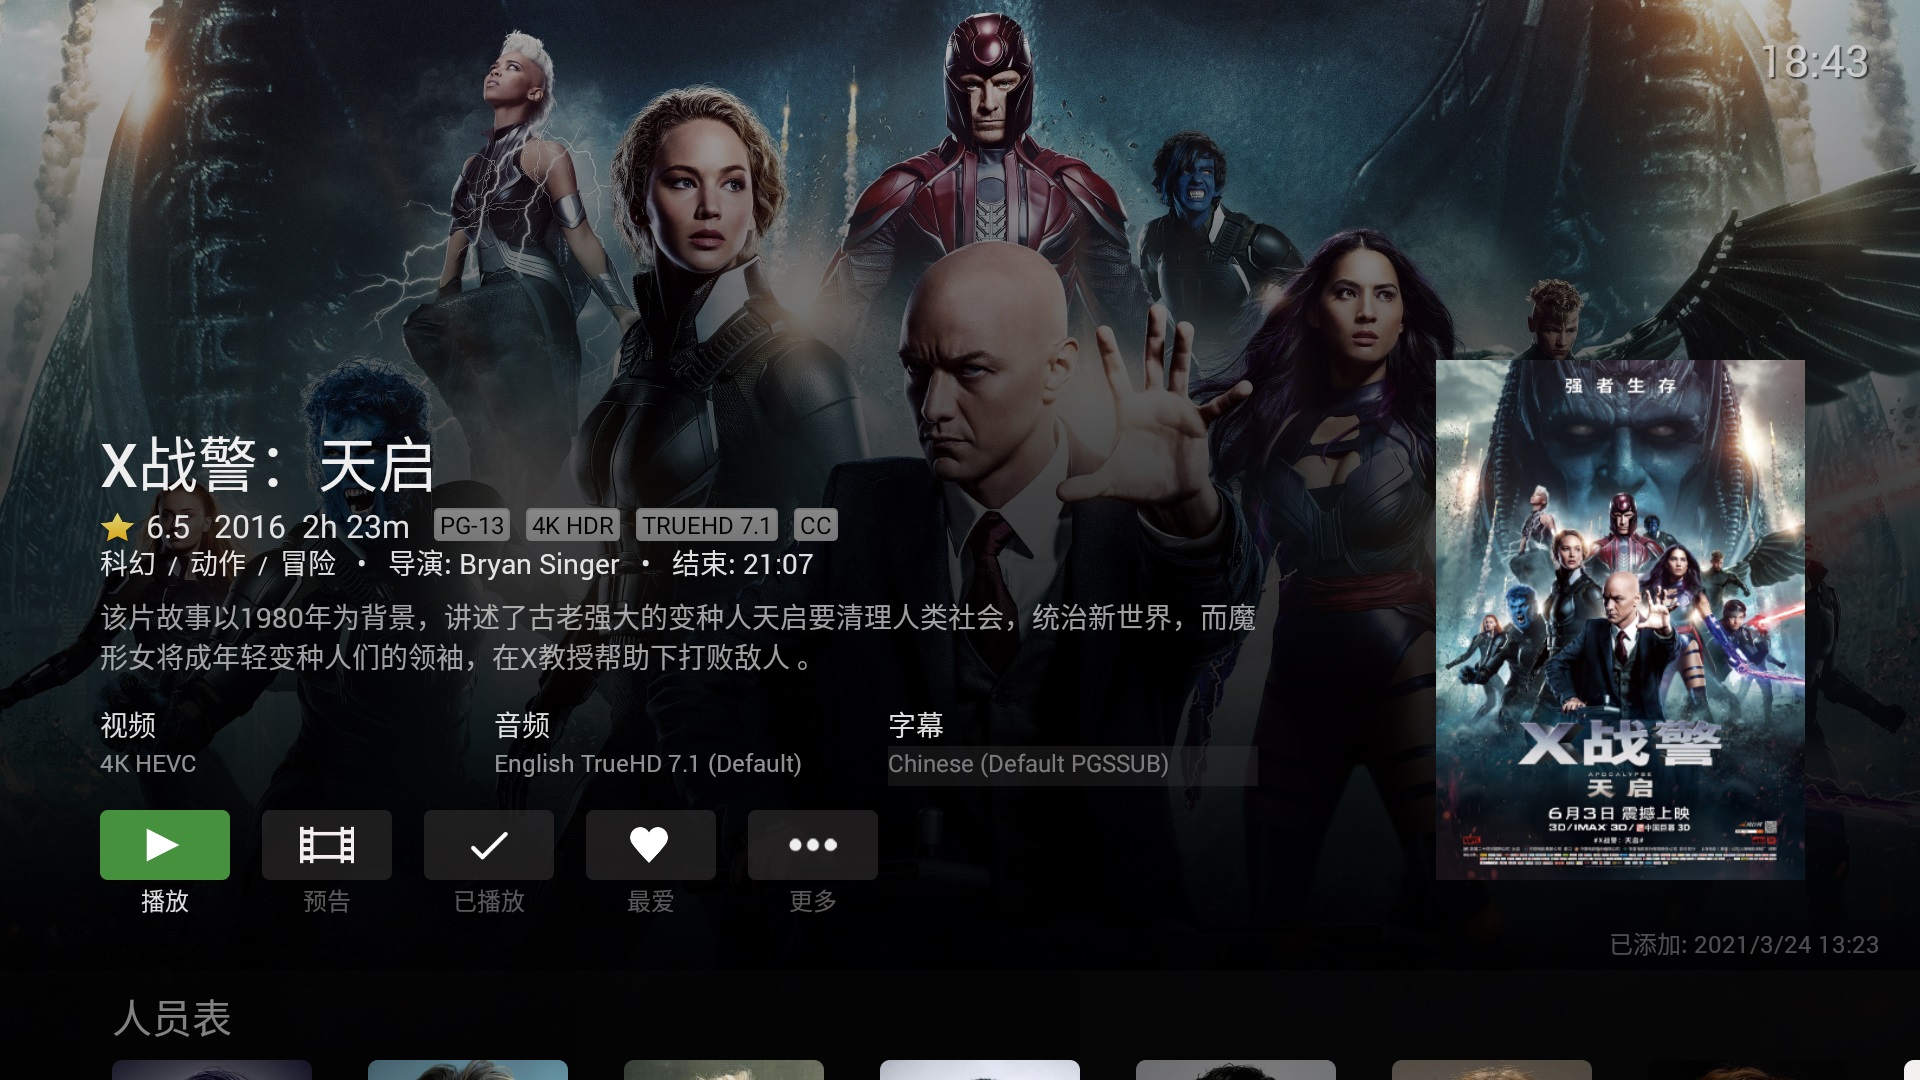 18:43
X战警：天启
6.5 2016 2h 23m PG-13 4K HDR TRUEHD 7.1 CC
科幻 / 动作 / 冒险 • 导演: Bryan Singer • 结束: 21:07
该片故事以1980年为背景，讲述了古老强大的变种人天启要清理人类社会，统治新世界，而魔
形女将成年轻变种人们的领袖，在X教授帮助下打败敌人 。
视频 音频 字幕
4K HEVC English TrueHD 7.1 (Default) Chinese (Default PGSSUB)
播放 预告 已播放 最爱 更多
强者生存
X战警
APOCALYPSE
天启
6月3日 震撼上映
3D/IMAX 3D/中国巨幕 3D
#X战警：天启#
已添加: 2021/3/24 13:23
人员表